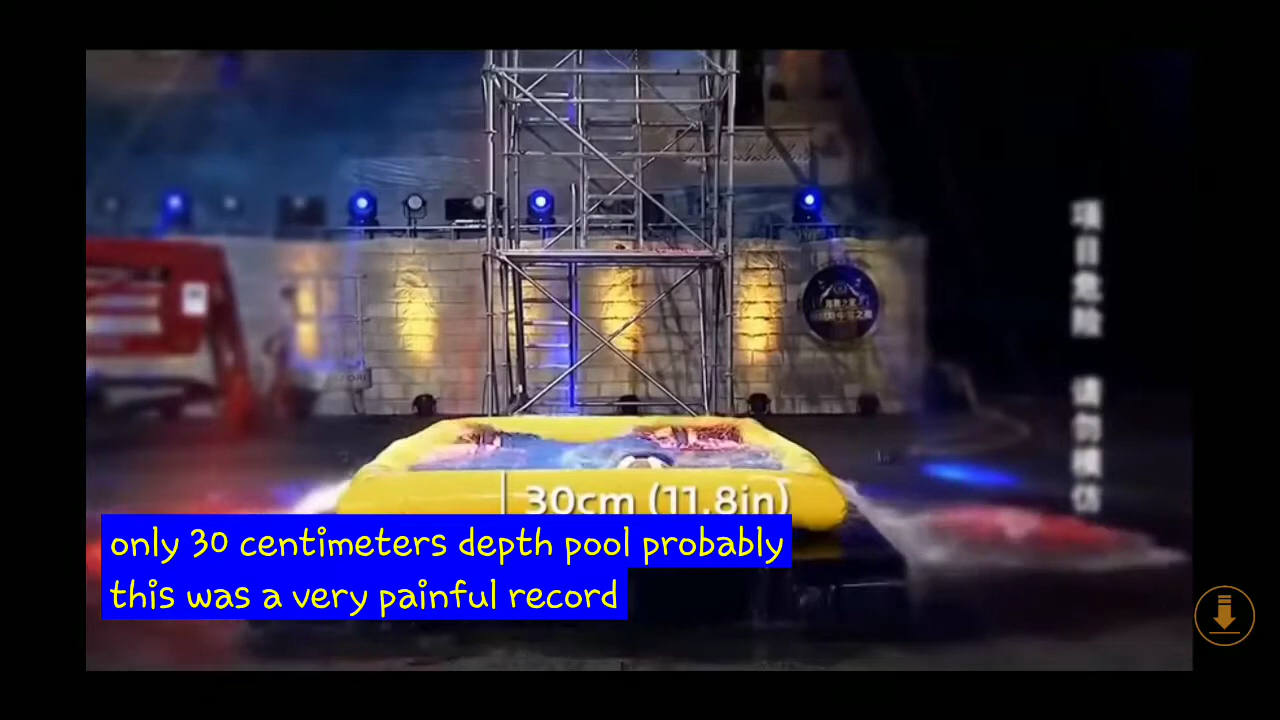 项目危险 请勿模仿
30cm (11.8in)
only 30 centimeters depth pool probably
this was a very painful record